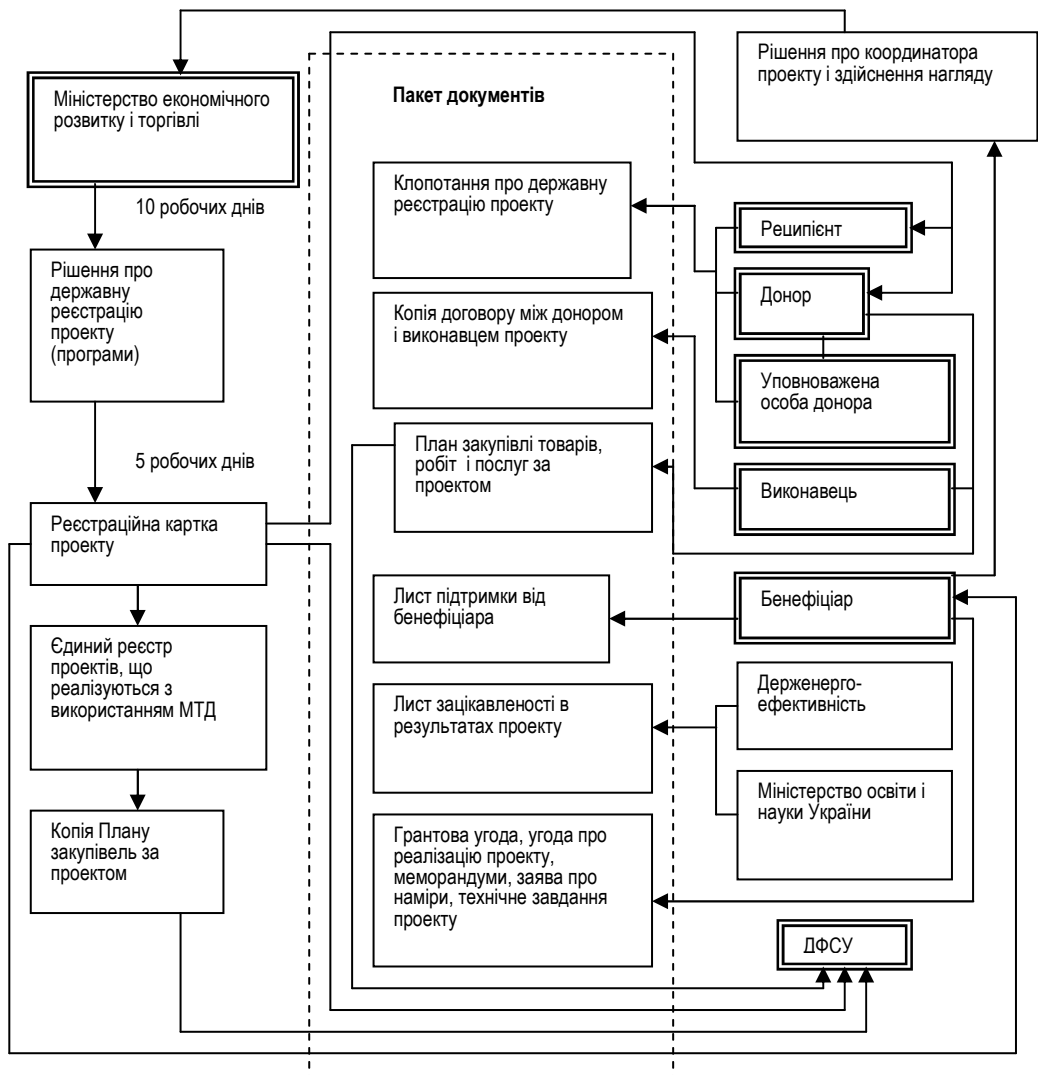 Міністерство економічного
розвитку і торгівлі
10 робочих днів
Рішення про
державну
реєстрацію
проекту
(програми)
5 робочих днів
Реєстраційна картка
проекту
Єдиний реєстр
проектів, що
реалізуються з
використанням МТД
Копія Плану
закупівель за
проектом
Пакет документів
Клопотання про державну
реєстрацію проекту
Копія договору між донором
і виконавцем проекту
План закупівлі товарів,
робіт і послуг за
проектом
Лист підтримки від
бенефіціара
Лист зацікавленості в
результатах проекту
Грантова угода, угода про
реалізацію проекту,
меморандуми, заява про
наміри, технічне завдання
проекту
Рішення про координатора
проекту і здійснення нагляду
Реципієнт
Донор
Уповноважена
особа донора
Виконавець
Бенефіціар
Держенерго-
ефективність
Міністерство освіти і
науки України
ДФСУ